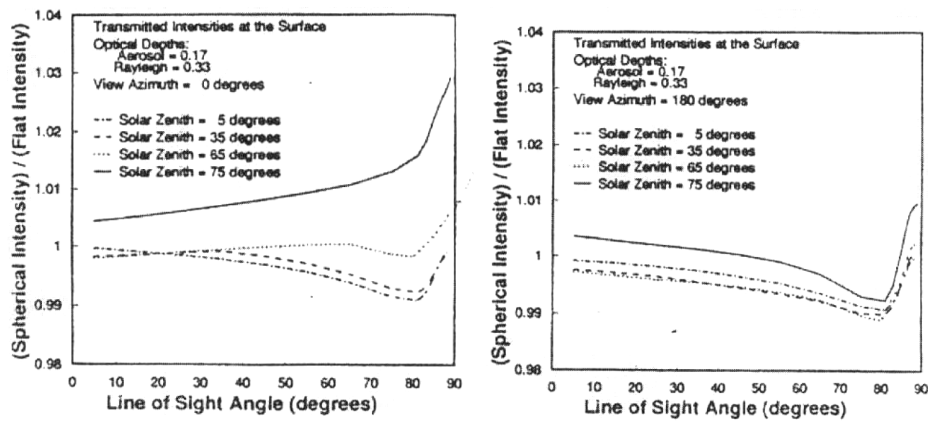 1.04
1.03
1.02
1.01
1
0.99
0.98
(Spherical Intensity) / (Flat Intensity)
Transmitted Intensities at the Surface
Optical Depths:
Aerosol = 0.17
Rayleigh = 0.33
View Azimuth = 0 degrees
Solar Zenith = 5 degrees
Solar Zenith = 35 degrees
Solar Zenith = 65 degrees
Solar Zenith = 75 degrees
0 10 20 30 40 50 60 70 80 90
Line of Sight Angle (degrees)
1.04
1.03
1.02
1.01
1
0.99
0.98
(Spherical Intensity) / (Flat Intensity)
Transmitted Intensities at the Surface
Optical Depths:
Aerosol = 0.17
Rayleigh = 0.33
View Azimuth = 180 degrees
Solar Zenith = 5 degrees
Solar Zenith = 35 degrees
Solar Zenith = 65 degrees
Solar Zenith = 75 degrees
0 10 20 30 40 50 60 70 80 90
Line of Sight Angle (degrees)